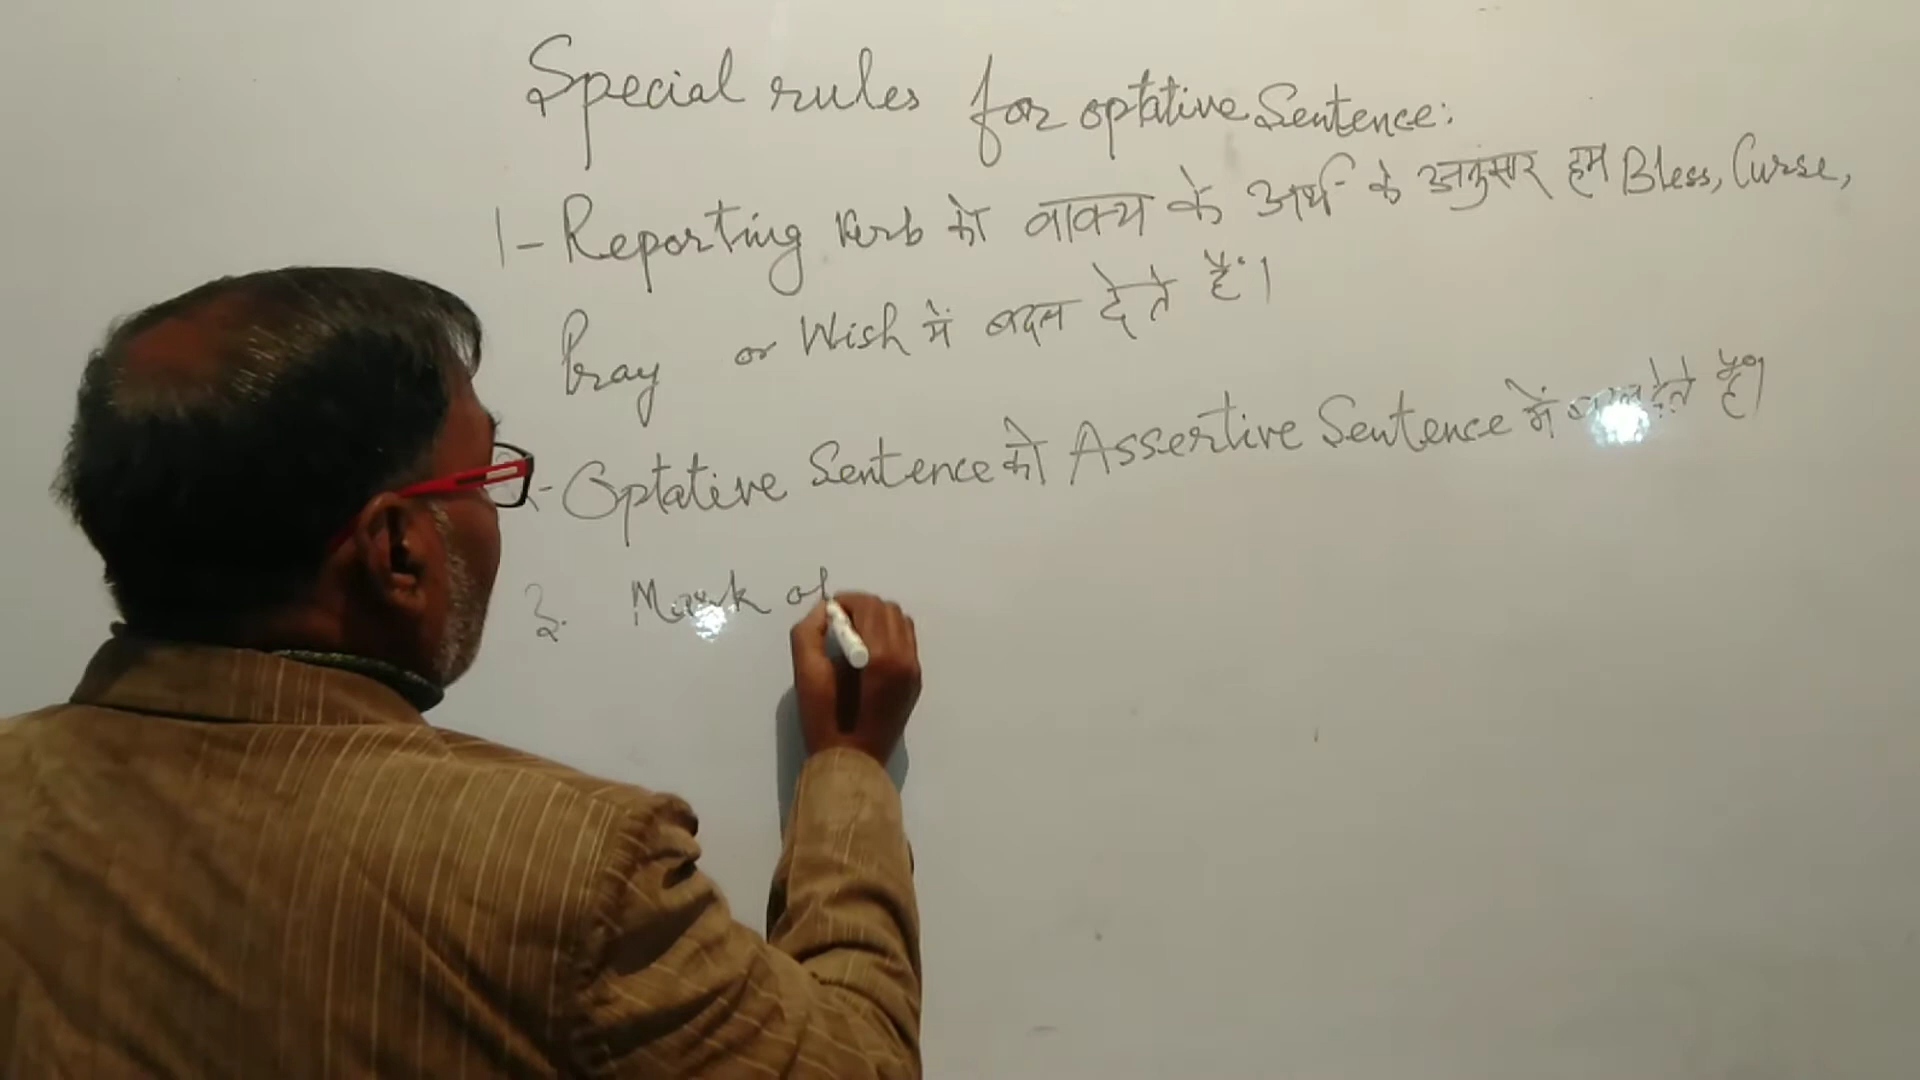 Special rules for optative Sentence:
1- Reporting Verb को वाक्य के अर्थ के अनुसार हम Bless, Curse,
Pray or Wish में बदल देते हैं।
- Optative Sentence को Assertive Sentence में देते हैं।
3. Mark of